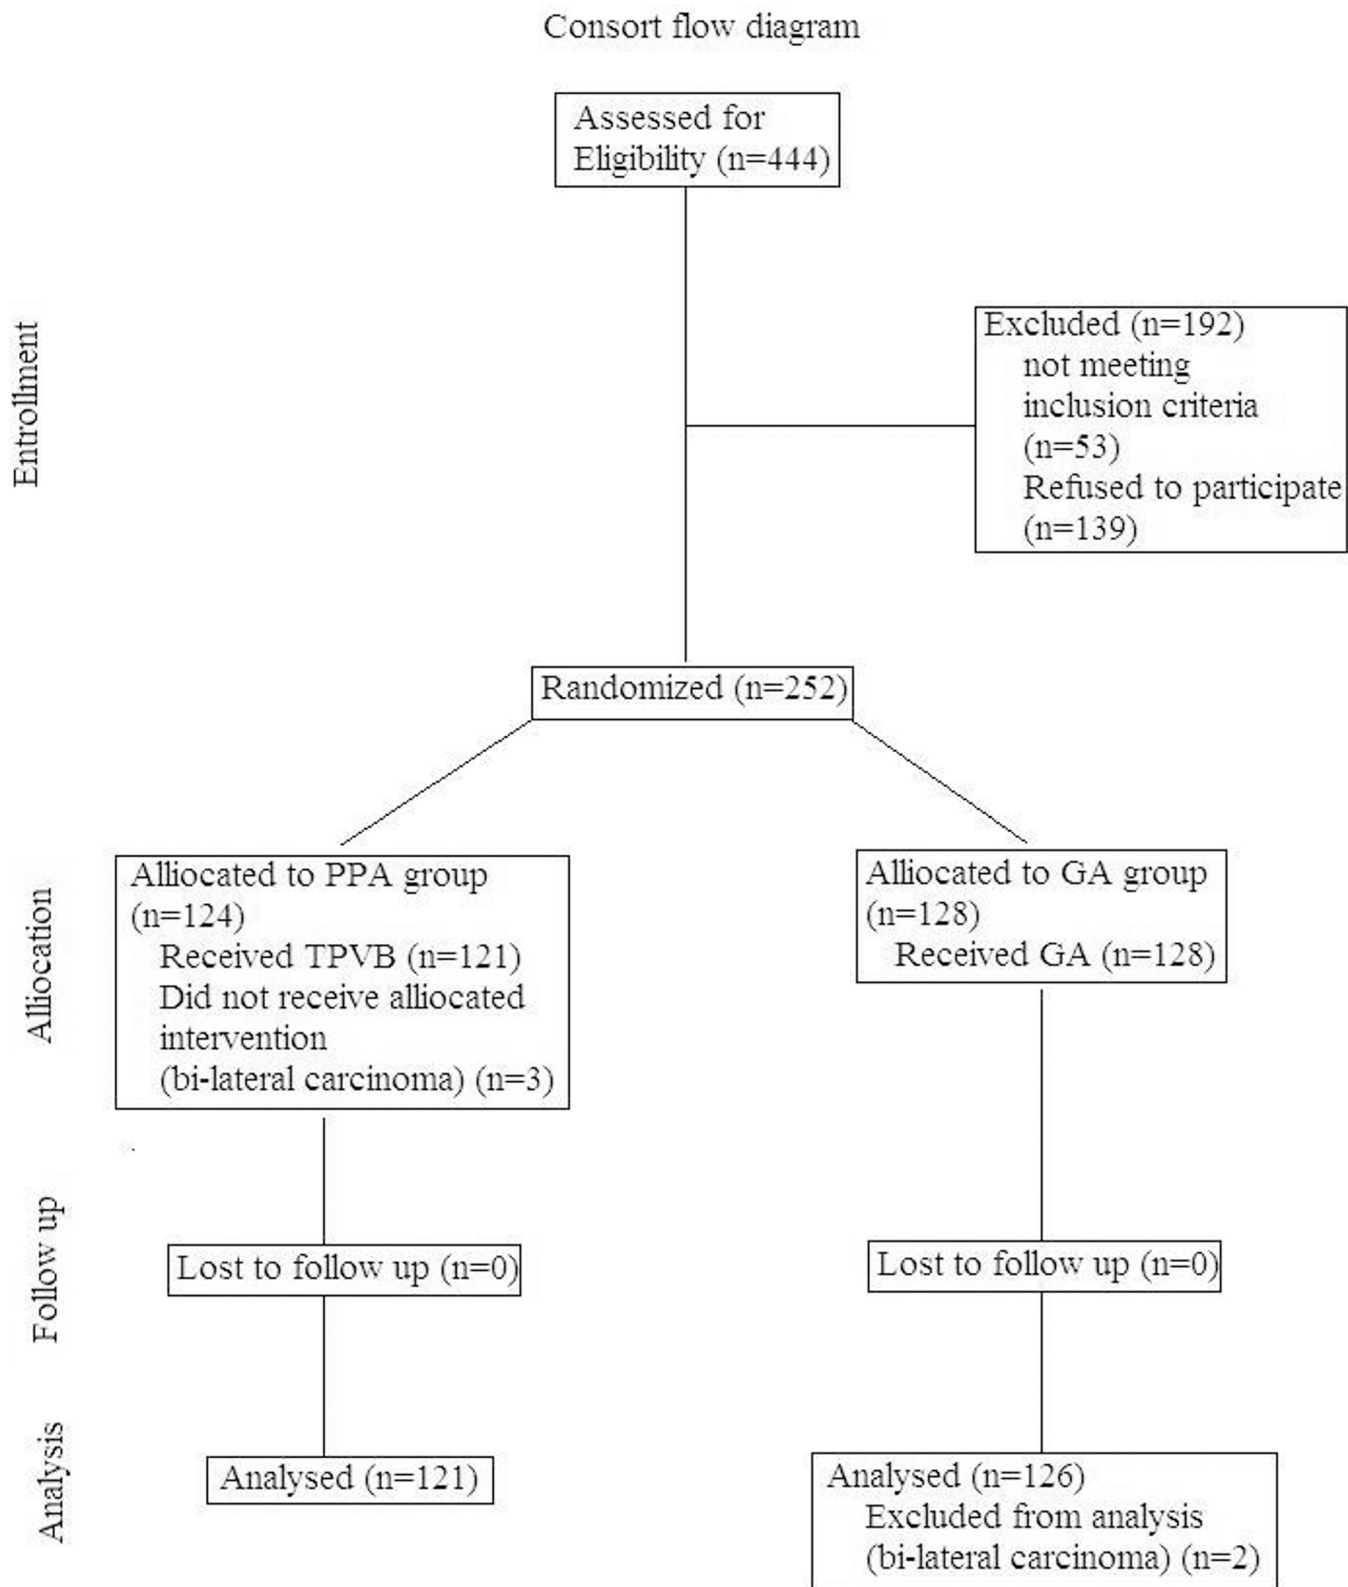 Consort flow diagram
Assessed for
Eligibility (n=444)
Entrollment
Excluded (n=192)
not meeting
inclusion criteria
(n=53)
Refused to participate
(n=139)
Randomized (n=252)
Alliocation
Alliocated to PPA group
(n=124)
Received TPVB (n=121)
Did not receive alliocated
intervention
(bi-lateral carcinoma) (n=3)
Alliocated to GA group
(n=128)
Received GA (n=128)
Follow up
Lost to follow up (n=0)
Lost to follow up (n=0)
Analysis
Analysed (n=121)
Analysed (n=126)
Excluded from analysis
(bi-lateral carcinoma) (n=2)